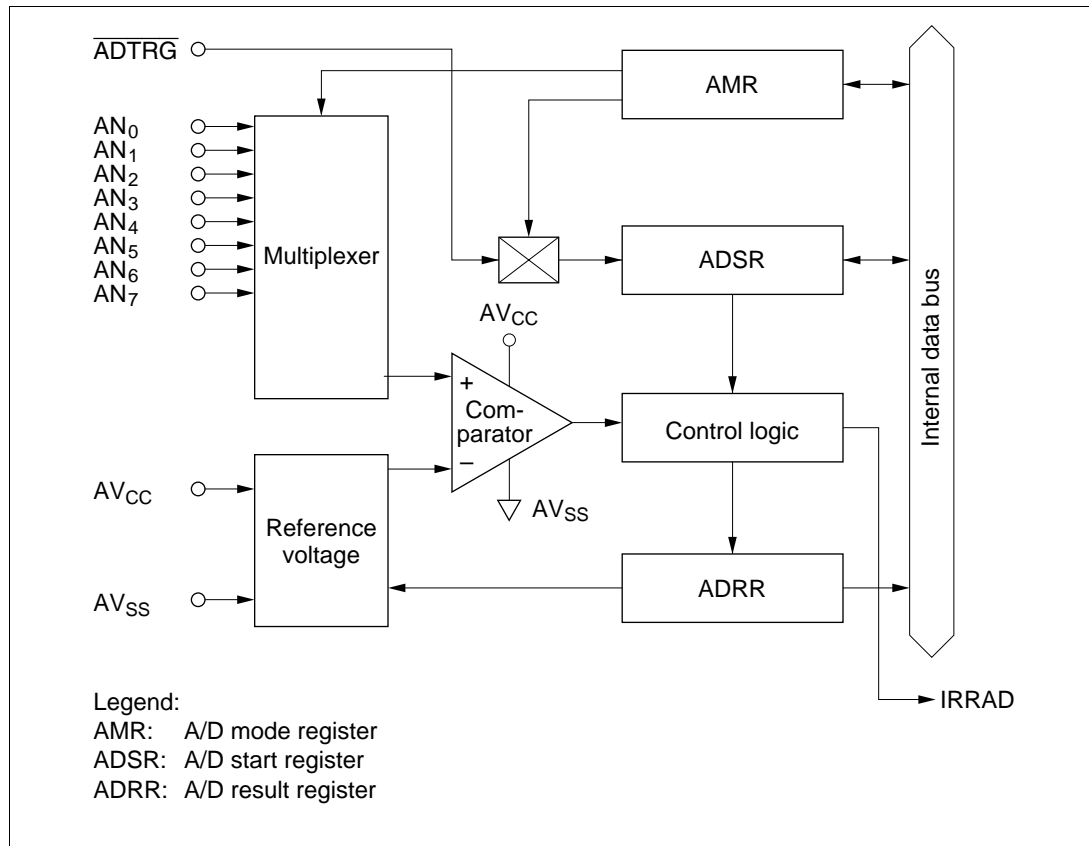 ADTRG
AMR
AN0
AN1
AN2
AN3
AN4
AN5
AN6
AN7
Multiplexer
ADSR
Internal data bus
AVCC
+
Com-
parator
−
Control logic
AVCC
AVSS
Reference
voltage
ADRR
AVSS
IRRAD
Legend:
AMR: A/D mode register
ADSR: A/D start register
ADRR: A/D result register